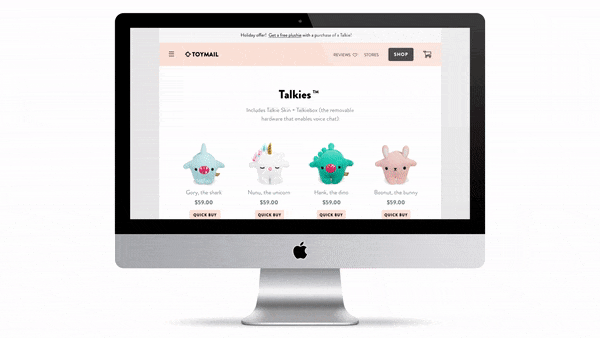 Holiday offer! Get a free plushie with a purchase of a Talkie!
TOYMAIL
REVIEWS
STORES
SHOP
Talkies™
Includes Talkie Skin + Talkiebox (the removable
hardware that enables voice chat)
Gory, the shark
Nunu, the unicorn
Hank, the dino
Boonut, the bunny
$59.00
$59.00
$59.00
$59.00
QUICK BUY
QUICK BUY
QUICK BUY
QUICK BUY